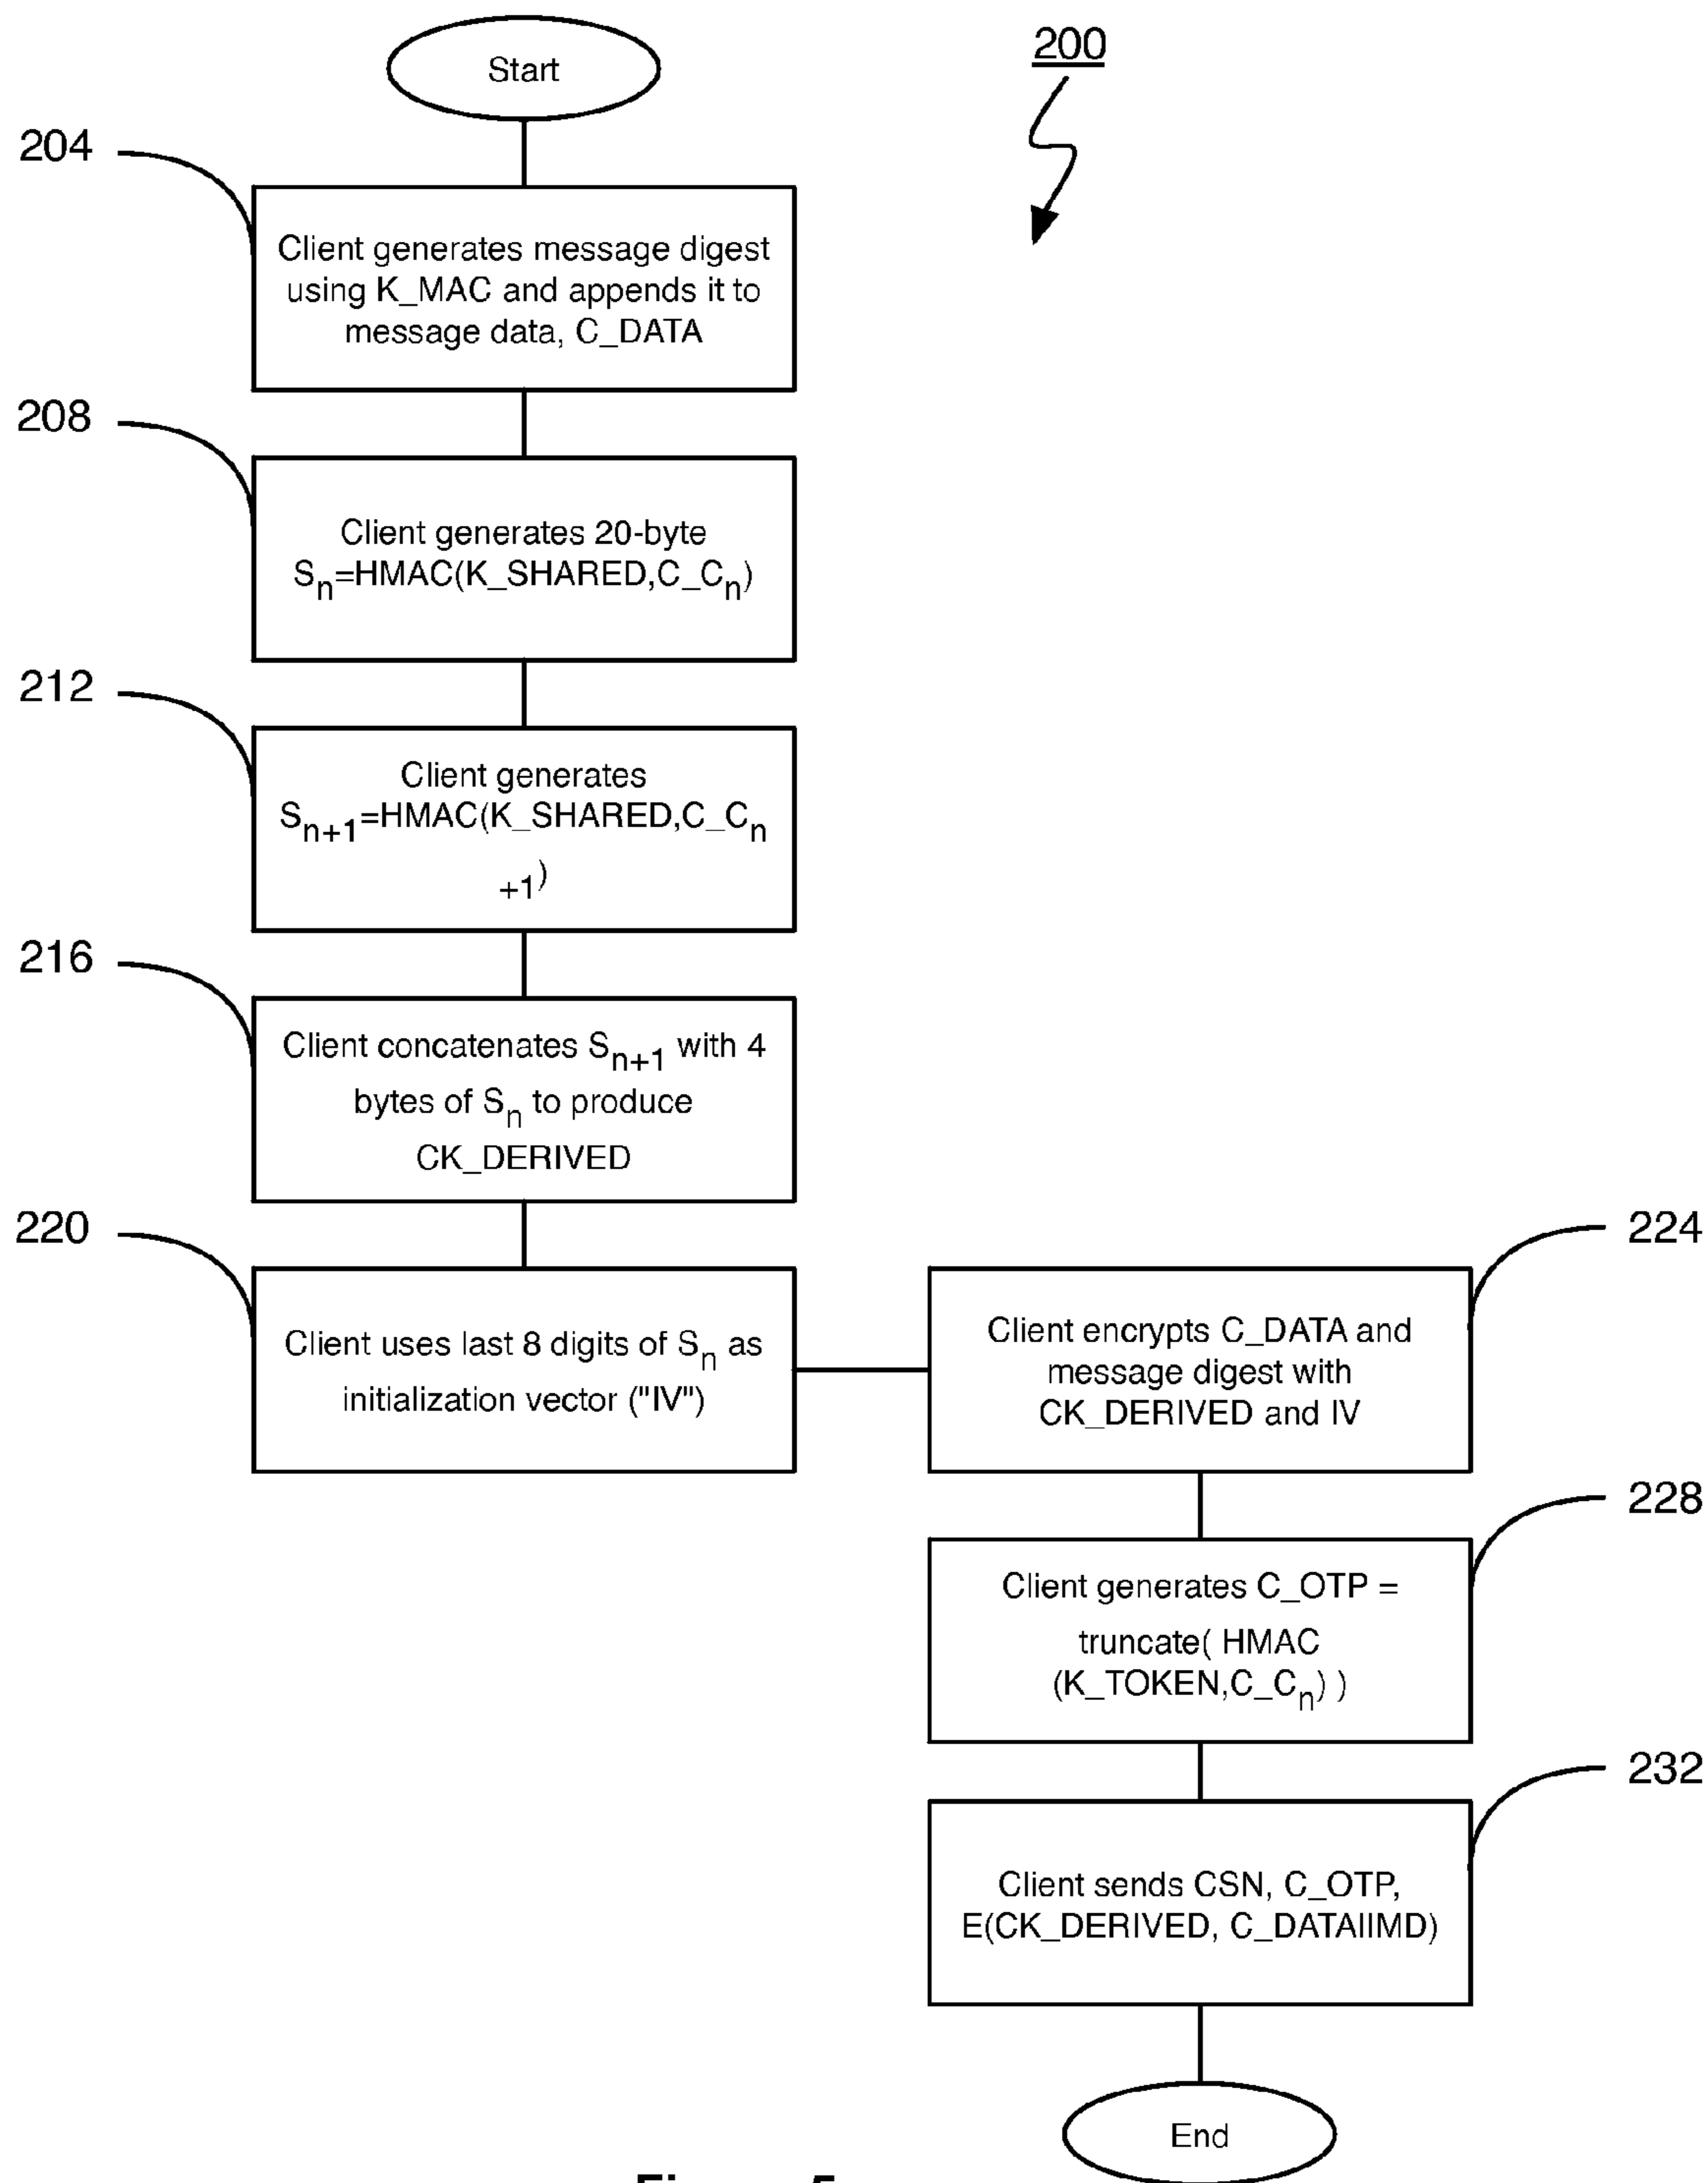 Start
200
204
Client generates message digest
using K_MAC and appends it to
message data, C_DATA
208
Client generates 20-byte
Sn=HMAC(K_SHARED,C_Cn)
212
Client generates
Sn+1=HMAC(K_SHARED,C_Cn
+1)
216
Client concatenates Sn+1 with 4
bytes of Sn to produce
CK_DERIVED
220
Client uses last 8 digits of Sn as
initialization vector ("IV")
224
Client encrypts C_DATA and
message digest with
CK_DERIVED and IV
228
Client generates C_OTP =
truncate( HMAC
(K_TOKEN,C_Cn) )
232
Client sends CSN, C_OTP,
E(CK_DERIVED, C_DATAIIMD)
End